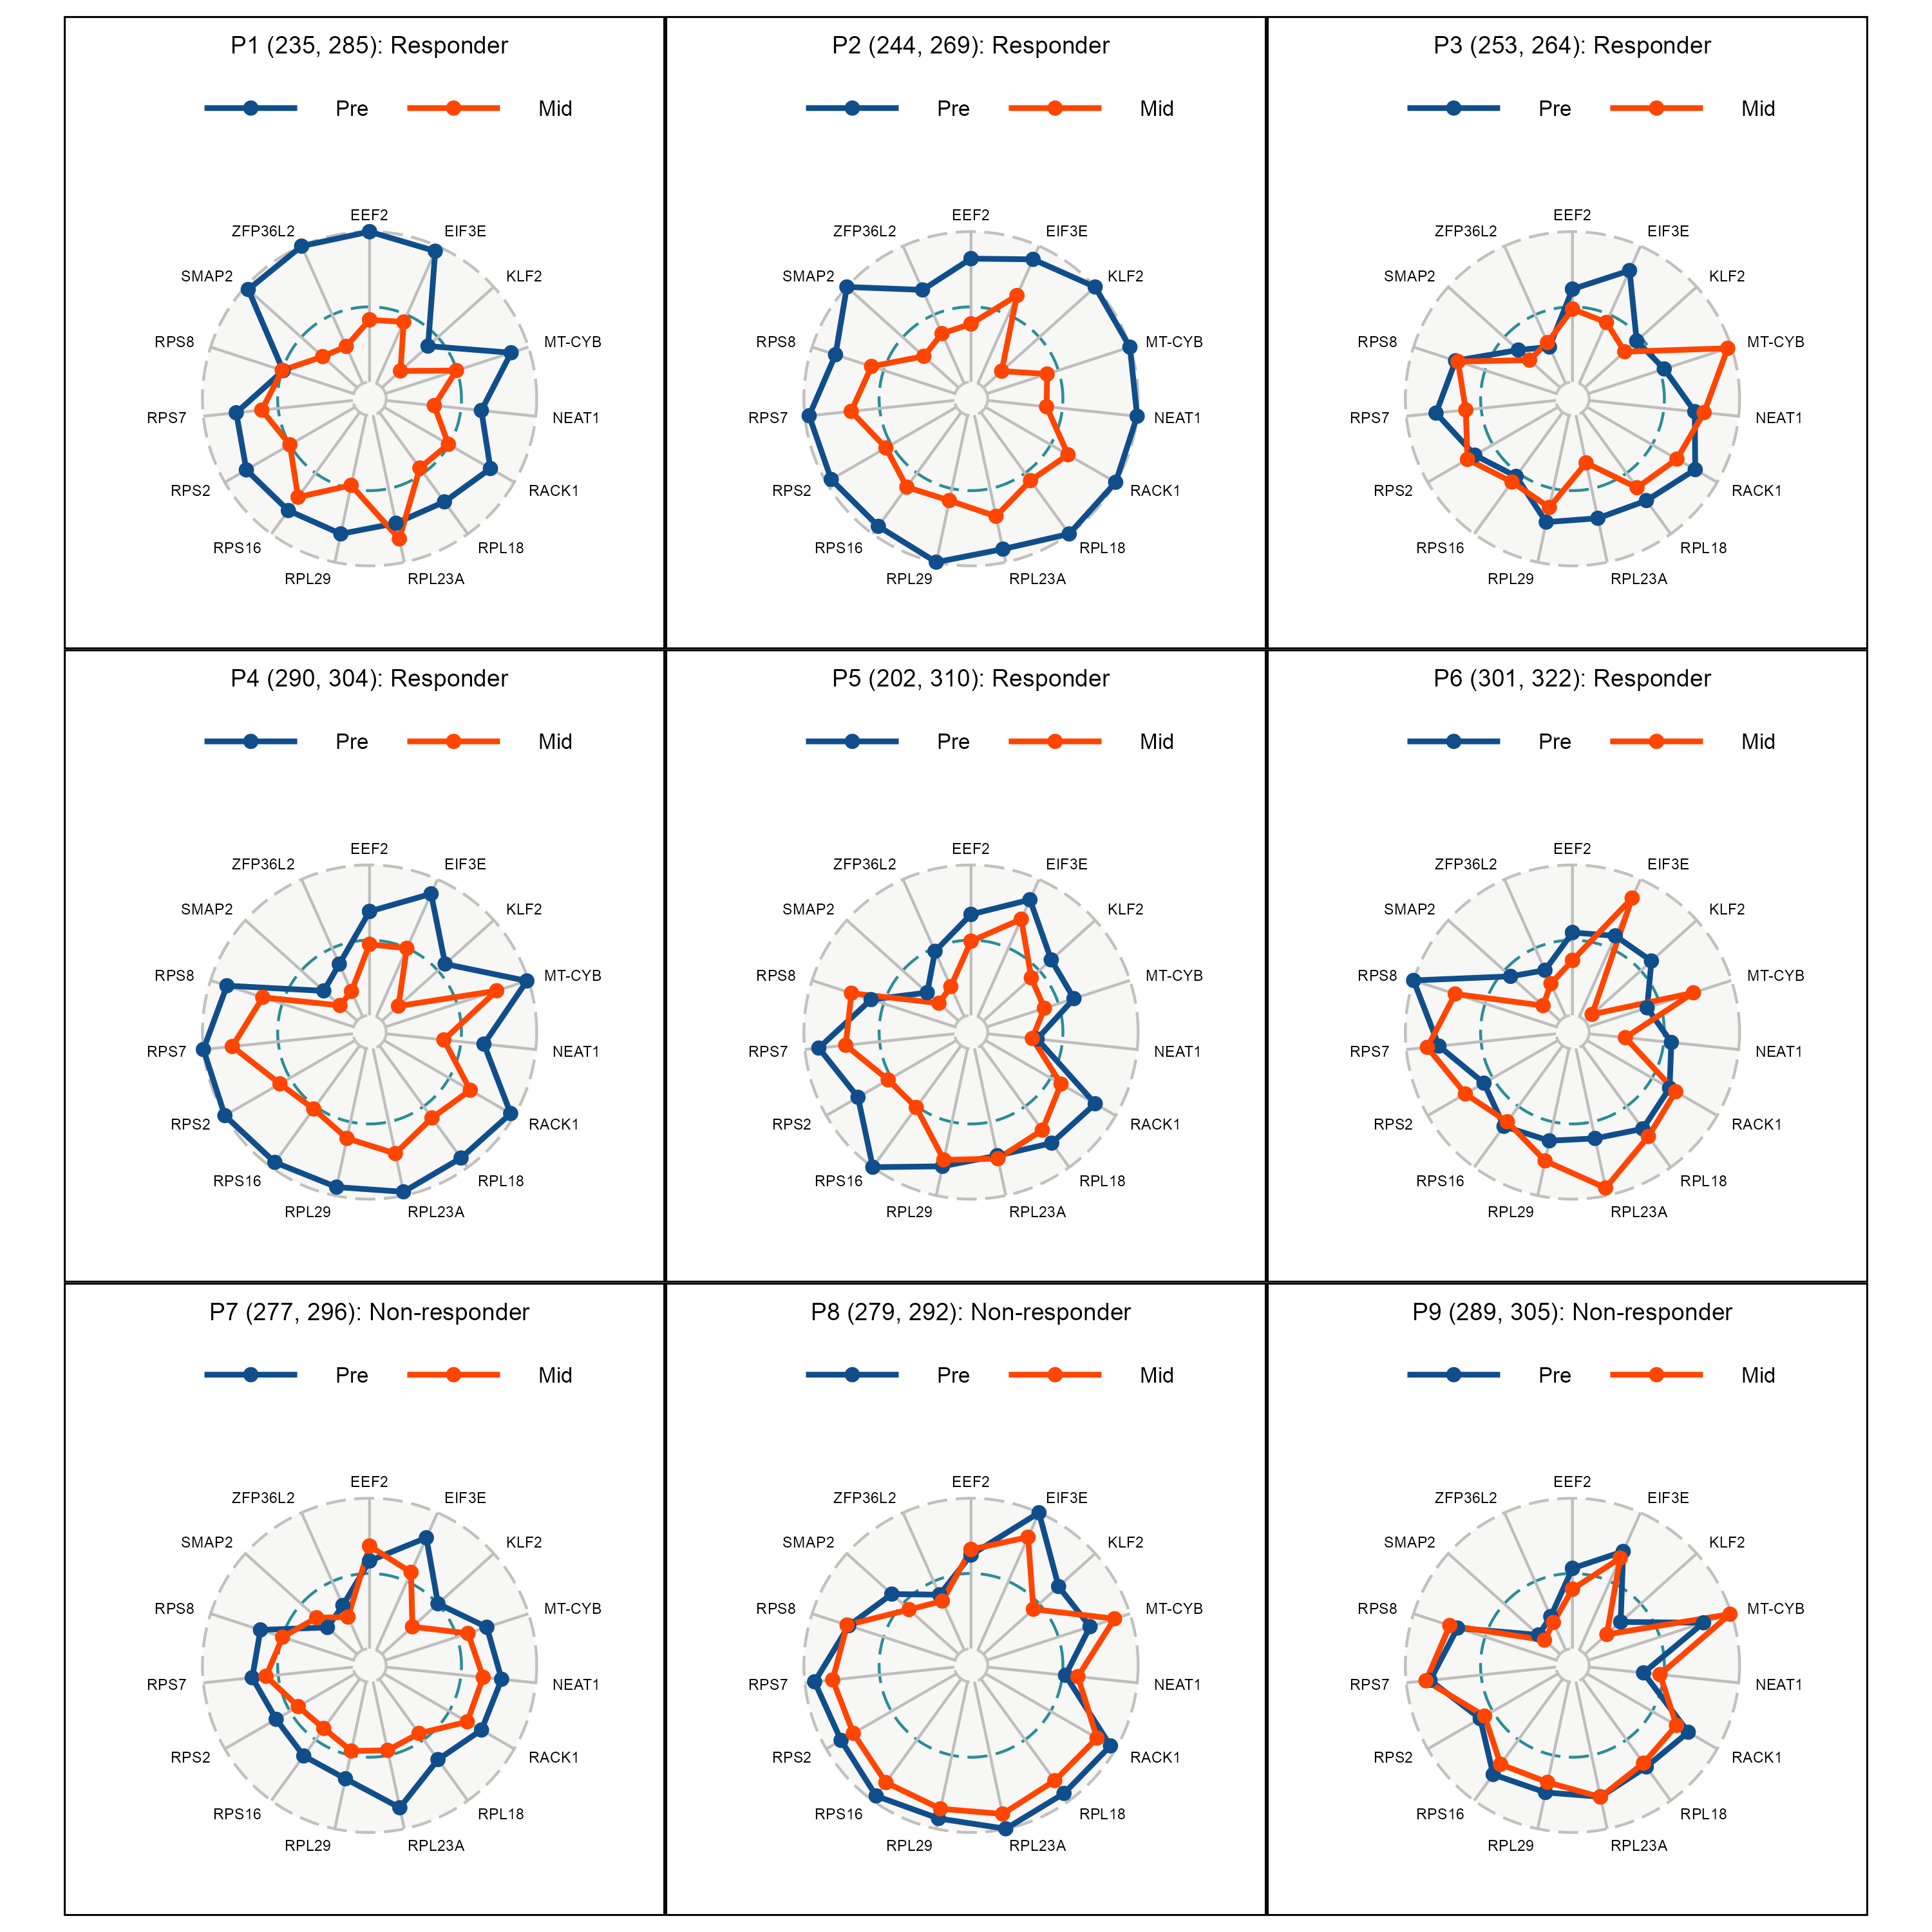 P1 (235, 285): Responder
Pre Mid
EEF2
ZFP36L2 EIF3E
SMAP2 KLF2
RPS8 MT-CYB
RPS7 NEAT1
RPS2 RACK1
RPS16 RPL18
RPL29 RPL23A
P2 (244, 269): Responder
Pre Mid
EEF2
ZFP36L2 EIF3E
SMAP2 KLF2
RPS8 MT-CYB
RPS7 NEAT1
RPS2 RACK1
RPS16 RPL18
RPL29 RPL23A
P3 (253, 264): Responder
Pre Mid
EEF2
ZFP36L2 EIF3E
SMAP2 KLF2
RPS8 MT-CYB
RPS7 NEAT1
RPS2 RACK1
RPS16 RPL18
RPL29 RPL23A
P4 (290, 304): Responder
Pre Mid
EEF2
ZFP36L2 EIF3E
SMAP2 KLF2
RPS8 MT-CYB
RPS7 NEAT1
RPS2 RACK1
RPS16 RPL18
RPL29 RPL23A
P5 (202, 310): Responder
Pre Mid
EEF2
ZFP36L2 EIF3E
SMAP2 KLF2
RPS8 MT-CYB
RPS7 NEAT1
RPS2 RACK1
RPS16 RPL18
RPL29 RPL23A
P6 (301, 322): Responder
Pre Mid
EEF2
ZFP36L2 EIF3E
SMAP2 KLF2
RPS8 MT-CYB
RPS7 NEAT1
RPS2 RACK1
RPS16 RPL18
RPL29 RPL23A
P7 (277, 296): Non-responder
Pre Mid
EEF2
ZFP36L2 EIF3E
SMAP2 KLF2
RPS8 MT-CYB
RPS7 NEAT1
RPS2 RACK1
RPS16 RPL18
RPL29 RPL23A
P8 (279, 292): Non-responder
Pre Mid
EEF2
ZFP36L2 EIF3E
SMAP2 KLF2
RPS8 MT-CYB
RPS7 NEAT1
RPS2 RACK1
RPS16 RPL18
RPL29 RPL23A
P9 (289, 305): Non-responder
Pre Mid
EEF2
ZFP36L2 EIF3E
SMAP2 KLF2
RPS8 MT-CYB
RPS7 NEAT1
RPS2 RACK1
RPS16 RPL18
RPL29 RPL23A